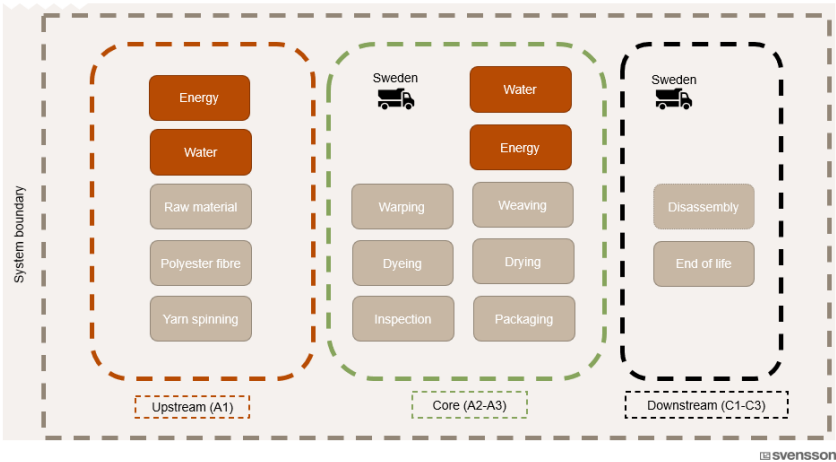 System boundary
Energy
Water
Raw material
Polyester fibre
Yarn spinning
Upstream (A1)
Sweden
Water
Energy
Warping
Weaving
Dyeing
Drying
Inspection
Packaging
Core (A2-A3)
Sweden
Disassembly
End of life
Downstream (C1-C3)
svensson